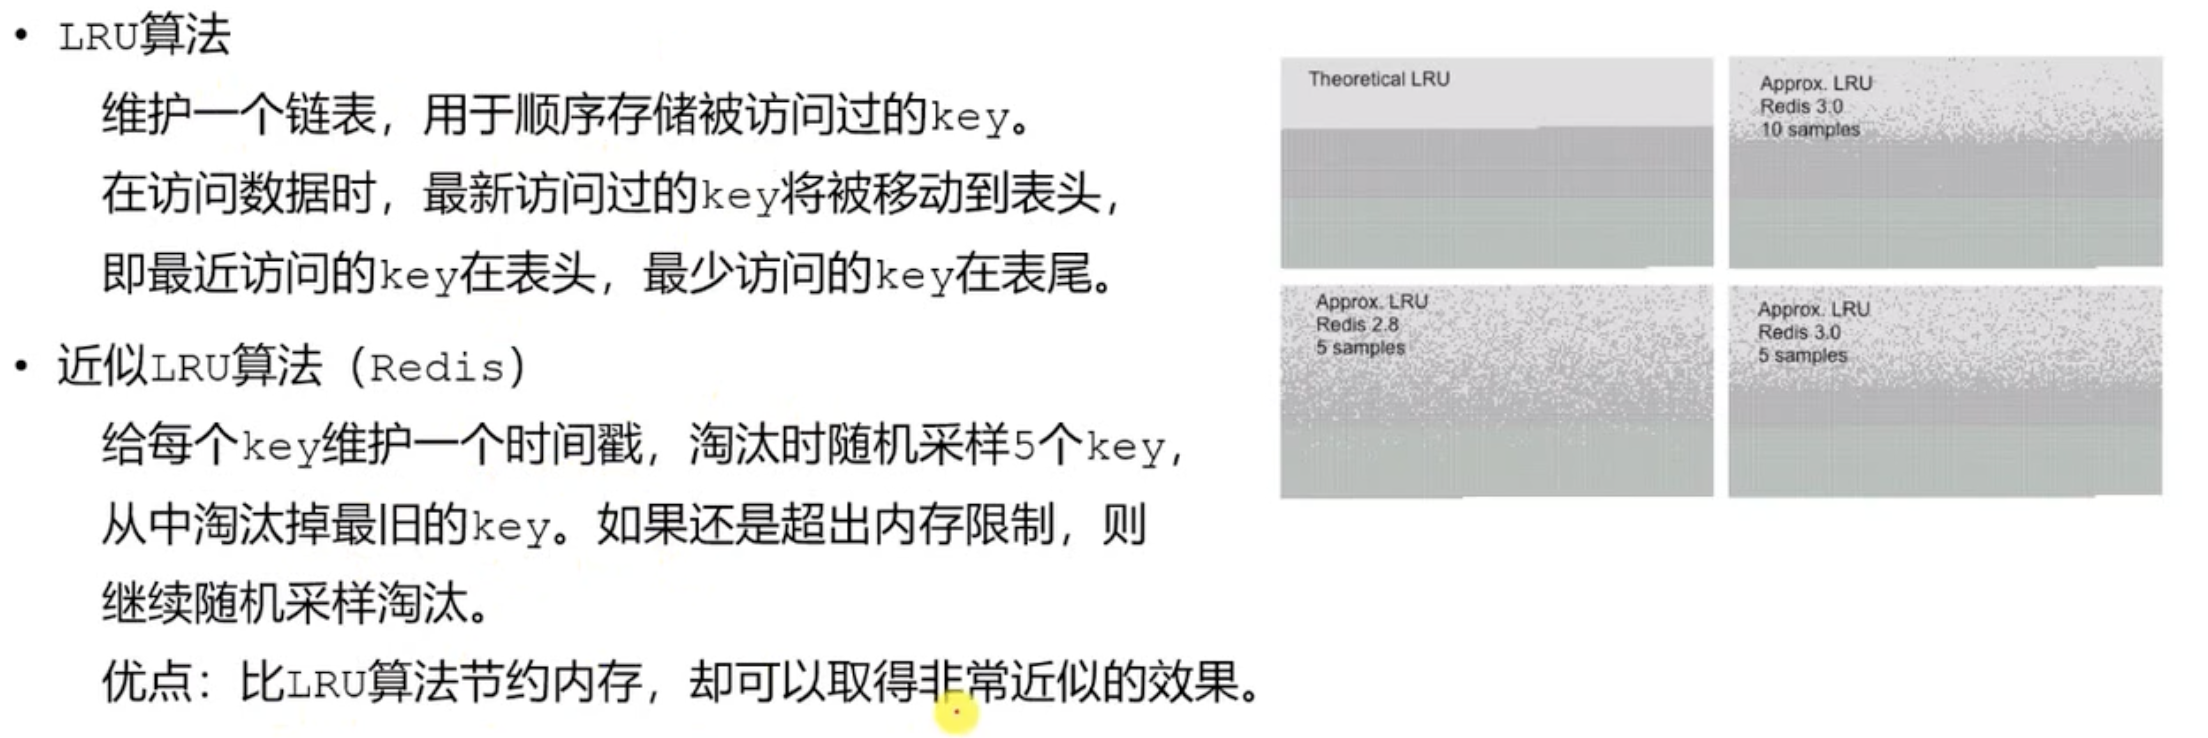 • LRU算法
维护一个链表，用于顺序存储被访问过的key。
在访问数据时，最新访问过的key将被移动到表头，
即最近访问的key在表头，最少访问的key在表尾。
• 近似LRU算法（Redis）
给每个key维护一个时间戳，淘汰时随机采样5个key，
从中淘汰掉最旧的key。如果还是超出内存限制，则
继续随机采样淘汰。
优点：比LRU算法节约内存，却可以取得非常近似的效果。
Theoretical LRU
Approx. LRU
Redis 3.0
10 samples
Approx. LRU
Redis 2.8
5 samples
Approx. LRU
Redis 3.0
5 samples